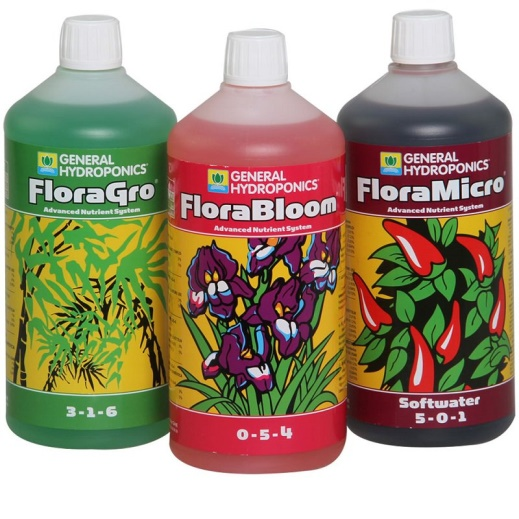 GENERAL
HYDROPONICS
FloraGro®
Advanced Nutrient System
3-1-6
GENERAL
HYDROPONICS
FloraBloom
Advanced Nutrient System
0-5-4
GENERAL
HYDROPONICS
FloraMicro®
Advanced Nutrient System
Softwater
5-0-1